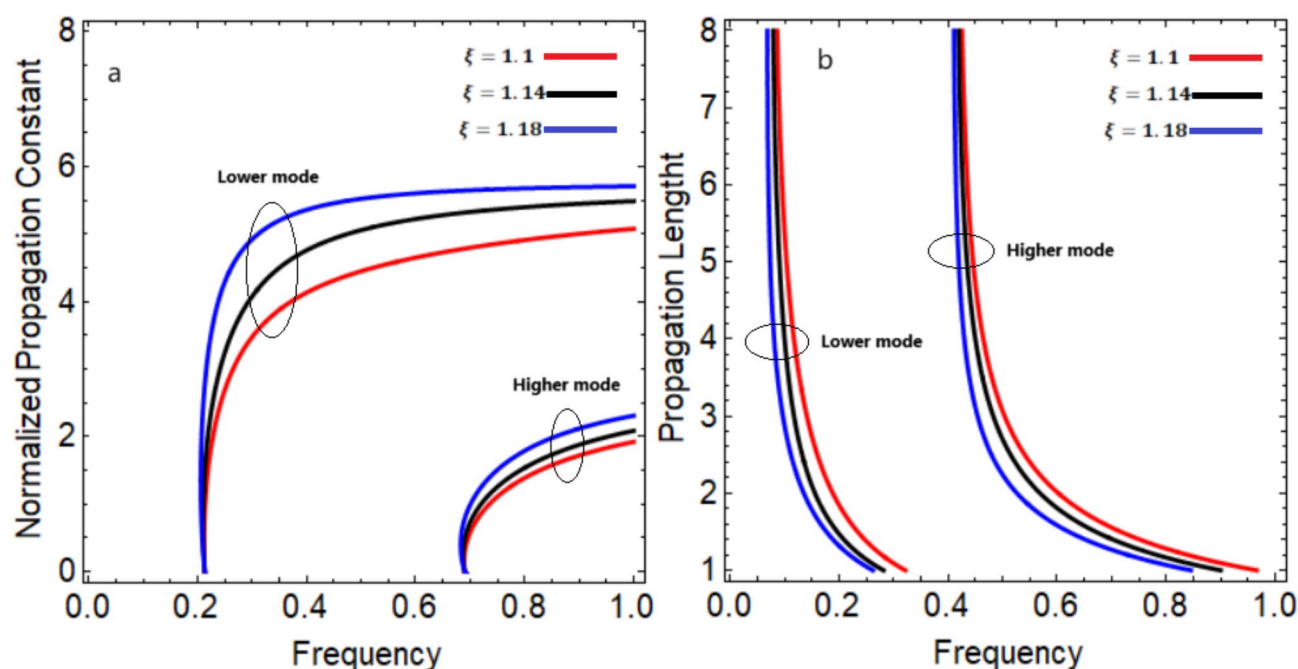 8
6
4
2
0
0.0 0.2 0.4 0.6 0.8 1.0
Normalized Propagation Constant
Frequency
a
ξ = 1.1
ξ = 1.14
ξ = 1.18
Lower mode
Higher mode
8
7
6
5
4
3
2
1
0.0 0.2 0.4 0.6 0.8 1.0
Propagation Lenght
Frequency
b
ξ = 1.1
ξ = 1.14
ξ = 1.18
Higher mode
Lower mode